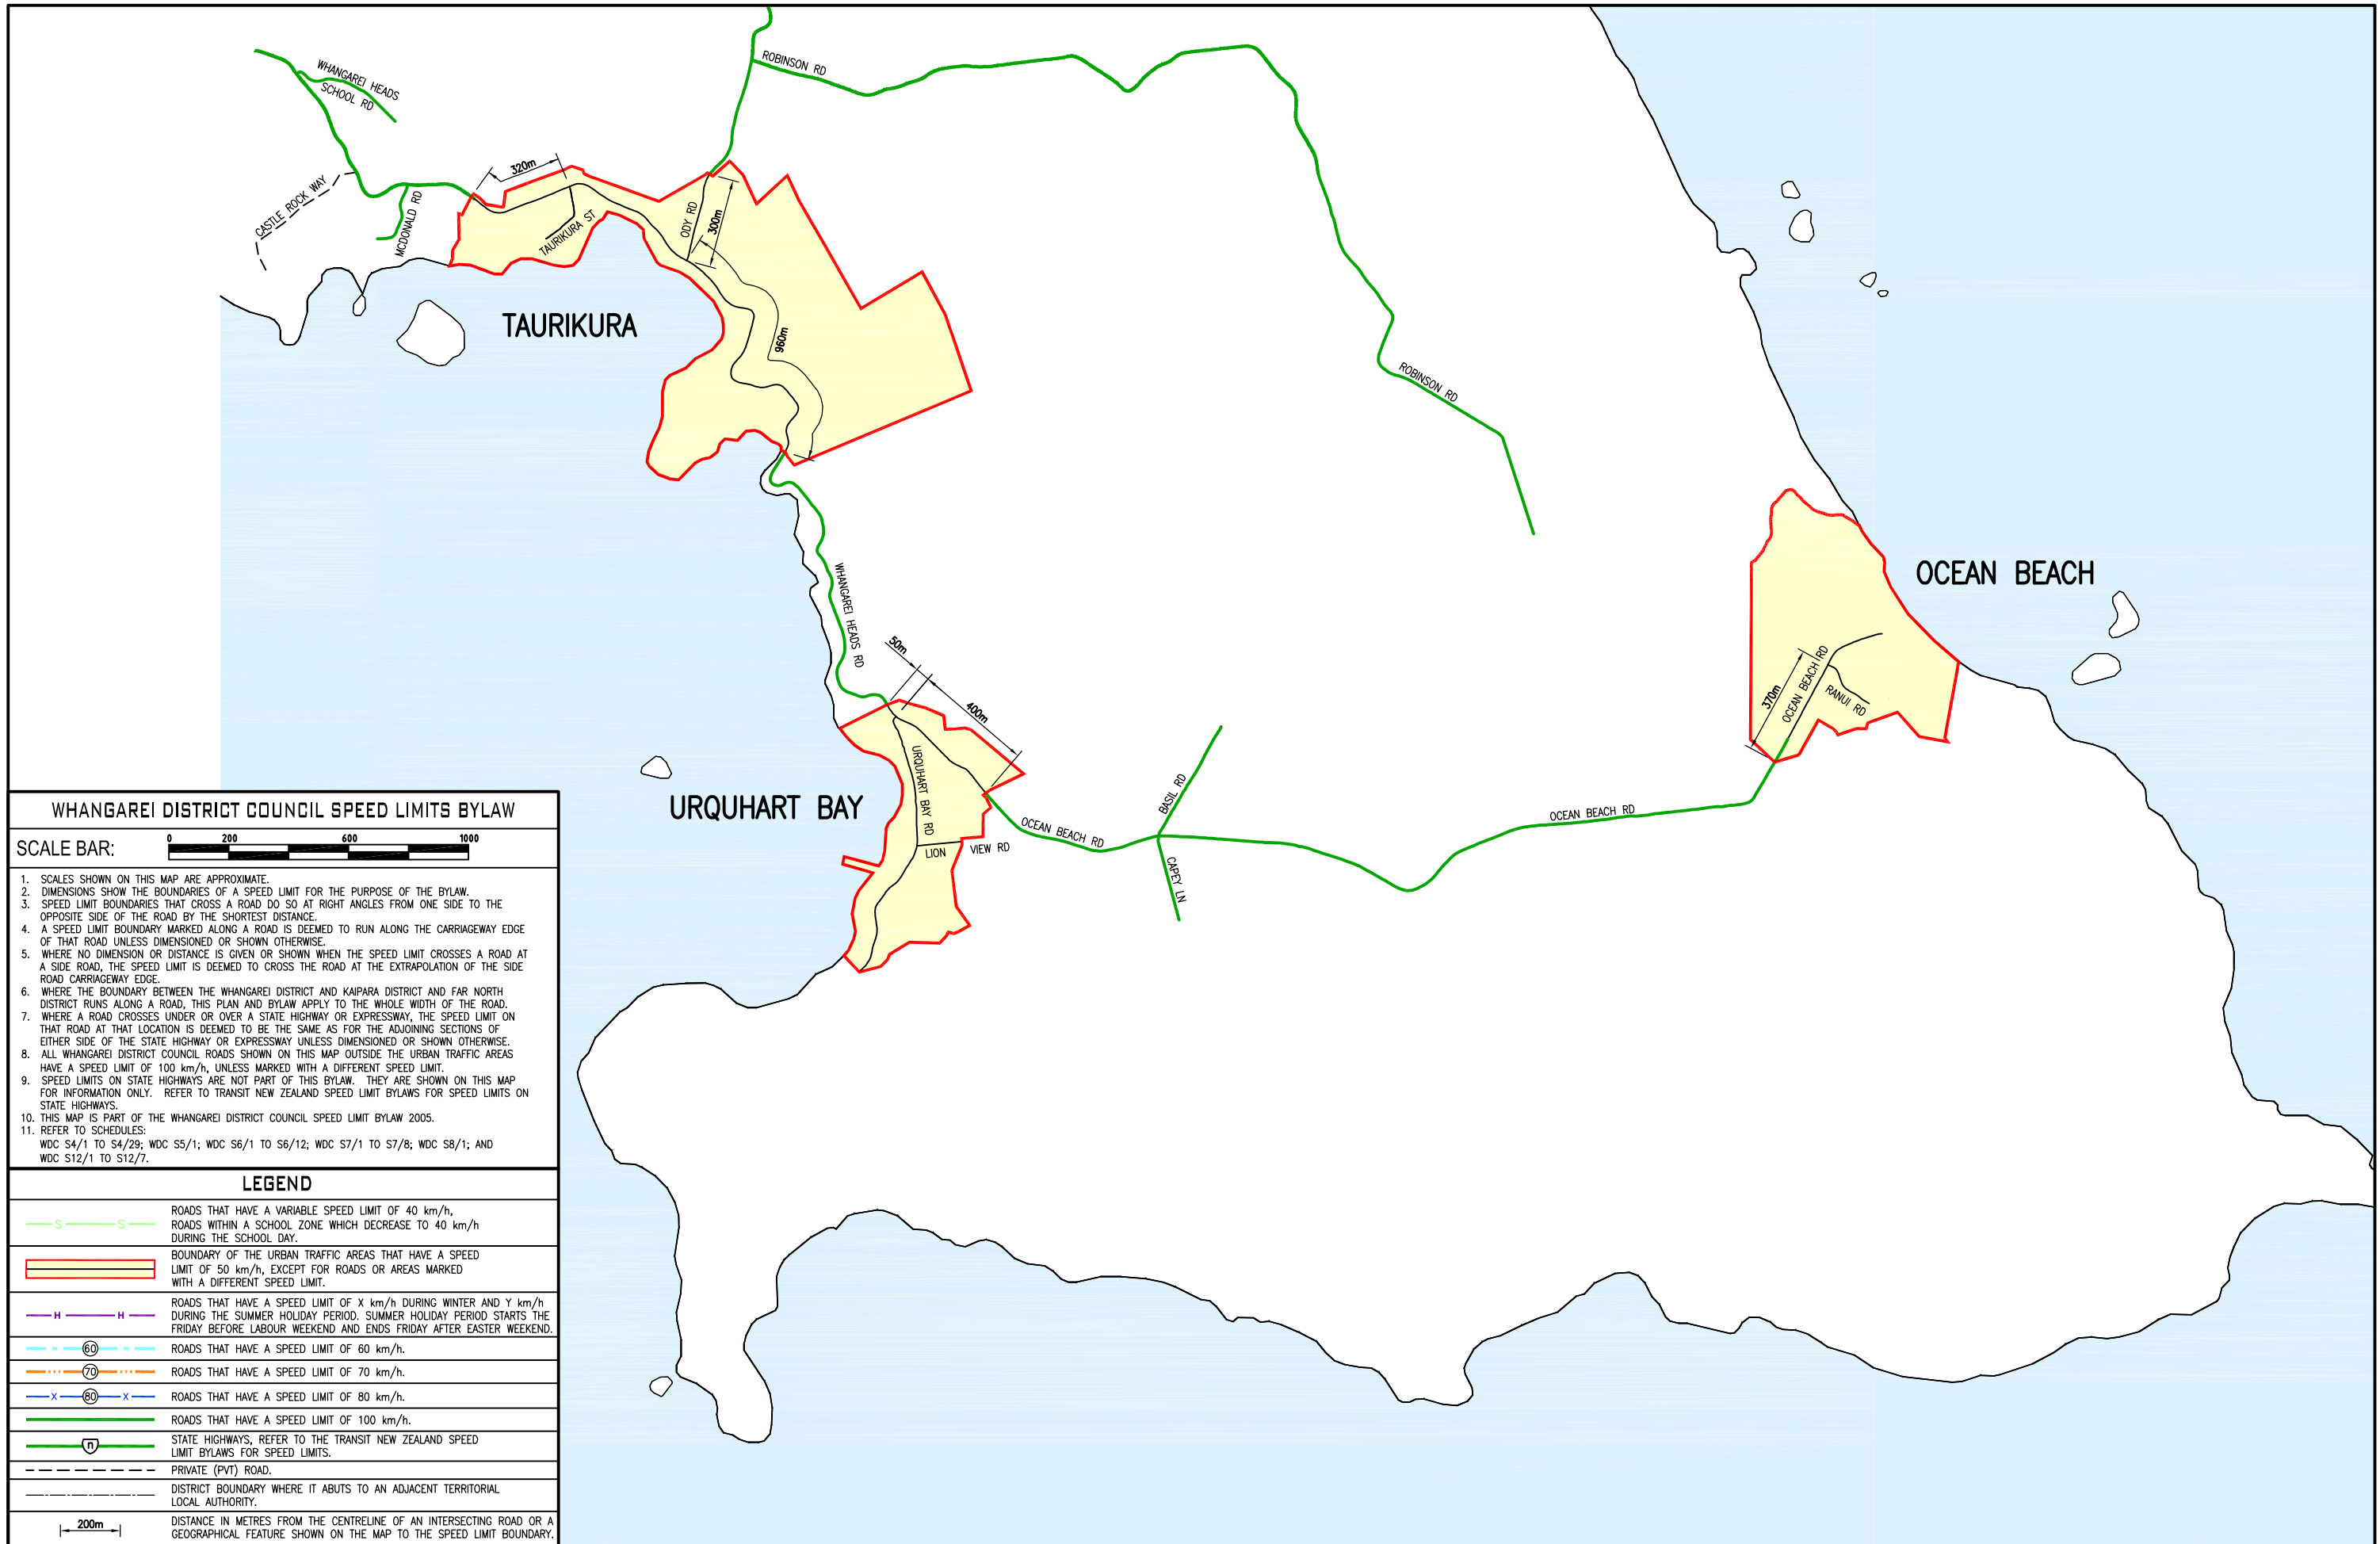 ROBINSON RD
WHANGAREI HEADS
SCHOOL RD
320m
CASTLE ROCK WAY
MCDONALD RD
TAURIKURA ST
ODY RD
300m
TAURIKURA
960m
ROBINSON RD
WHANGAREI HEADS RD
OCEAN BEACH
50m
400m
370m
OCEAN BEACH RD
RANUI RD
URQUHART BAY
URQUHART BAY RD
BASIL RD
OCEAN BEACH RD
OCEAN BEACH RD
LION VIEW RD
CAPEY LN
WHANGAREI DISTRICT COUNCIL SPEED LIMITS BYLAW
SCALE BAR:
0 200 600 1000
1. SCALES SHOWN ON THIS MAP ARE APPROXIMATE.
2. DIMENSIONS SHOW THE BOUNDARIES OF A SPEED LIMIT FOR THE PURPOSE OF THE BYLAW.
3. SPEED LIMIT BOUNDARIES THAT CROSS A ROAD DO SO AT RIGHT ANGLES FROM ONE SIDE TO THE
OPPOSITE SIDE OF THE ROAD BY THE SHORTEST DISTANCE.
4. A SPEED LIMIT BOUNDARY MARKED ALONG A ROAD IS DEEMED TO RUN ALONG THE CARRIAGEWAY EDGE
OF THAT ROAD UNLESS DIMENSIONED OR SHOWN OTHERWISE.
5. WHERE NO DIMENSION OR DISTANCE IS GIVEN OR SHOWN WHEN THE SPEED LIMIT CROSSES A ROAD AT
A SIDE ROAD, THE SPEED LIMIT IS DEEMED TO CROSS THE ROAD AT THE EXTRAPOLATION OF THE SIDE
ROAD CARRIAGEWAY EDGE.
6. WHERE THE BOUNDARY BETWEEN THE WHANGAREI DISTRICT AND KAIPARA DISTRICT AND FAR NORTH
DISTRICT RUNS ALONG A ROAD, THIS PLAN AND BYLAW APPLY TO THE WHOLE WIDTH OF THE ROAD.
7. WHERE A ROAD CROSSES UNDER OR OVER A STATE HIGHWAY OR EXPRESSWAY, THE SPEED LIMIT ON
THAT ROAD AT THAT LOCATION IS DEEMED TO BE THE SAME AS FOR THE ADJOINING SECTIONS OF
EITHER SIDE OF THE STATE HIGHWAY OR EXPRESSWAY UNLESS DIMENSIONED OR SHOWN OTHERWISE.
8. ALL WHANGAREI DISTRICT COUNCIL ROADS SHOWN ON THIS MAP OUTSIDE THE URBAN TRAFFIC AREAS
HAVE A SPEED LIMIT OF 100 km/h, UNLESS MARKED WITH A DIFFERENT SPEED LIMIT.
9. SPEED LIMITS ON STATE HIGHWAYS ARE NOT PART OF THIS BYLAW. THEY ARE SHOWN ON THIS MAP
FOR INFORMATION ONLY. REFER TO TRANSIT NEW ZEALAND SPEED LIMIT BYLAWS FOR SPEED LIMITS ON
STATE HIGHWAYS.
10. THIS MAP IS PART OF THE WHANGAREI DISTRICT COUNCIL SPEED LIMIT BYLAW 2005.
11. REFER TO SCHEDULES:
WDC S4/1 TO S4/29; WDC S5/1; WDC S6/1 TO S6/12; WDC S7/1 TO S7/8; WDC S8/1; AND
WDC S12/1 TO S12/7.
LEGEND
S S ROADS THAT HAVE A VARIABLE SPEED LIMIT OF 40 km/h,
ROADS WITHIN A SCHOOL ZONE WHICH DECREASE TO 40 km/h
DURING THE SCHOOL DAY.
BOUNDARY OF THE URBAN TRAFFIC AREAS THAT HAVE A SPEED
LIMIT OF 50 km/h, EXCEPT FOR ROADS OR AREAS MARKED
WITH A DIFFERENT SPEED LIMIT.
ROADS THAT HAVE A SPEED LIMIT OF X km/h DURING WINTER AND Y km/h
H H DURING THE SUMMER HOLIDAY PERIOD. SUMMER HOLIDAY PERIOD STARTS THE
FRIDAY BEFORE LABOUR WEEKEND AND ENDS FRIDAY AFTER EASTER WEEKEND.
60 ROADS THAT HAVE A SPEED LIMIT OF 60 km/h.
70 ROADS THAT HAVE A SPEED LIMIT OF 70 km/h.
X 80 X ROADS THAT HAVE A SPEED LIMIT OF 80 km/h.
ROADS THAT HAVE A SPEED LIMIT OF 100 km/h.
n STATE HIGHWAYS, REFER TO THE TRANSIT NEW ZEALAND SPEED
LIMIT BYLAWS FOR SPEED LIMITS.
PRIVATE (PVT) ROAD.
DISTRICT BOUNDARY WHERE IT ABUTS TO AN ADJACENT TERRITORIAL
LOCAL AUTHORITY.
200m DISTANCE IN METRES FROM THE CENTRELINE OF AN INTERSECTING ROAD OR A
GEOGRAPHICAL FEATURE SHOWN ON THE MAP TO THE SPEED LIMIT BOUNDARY.